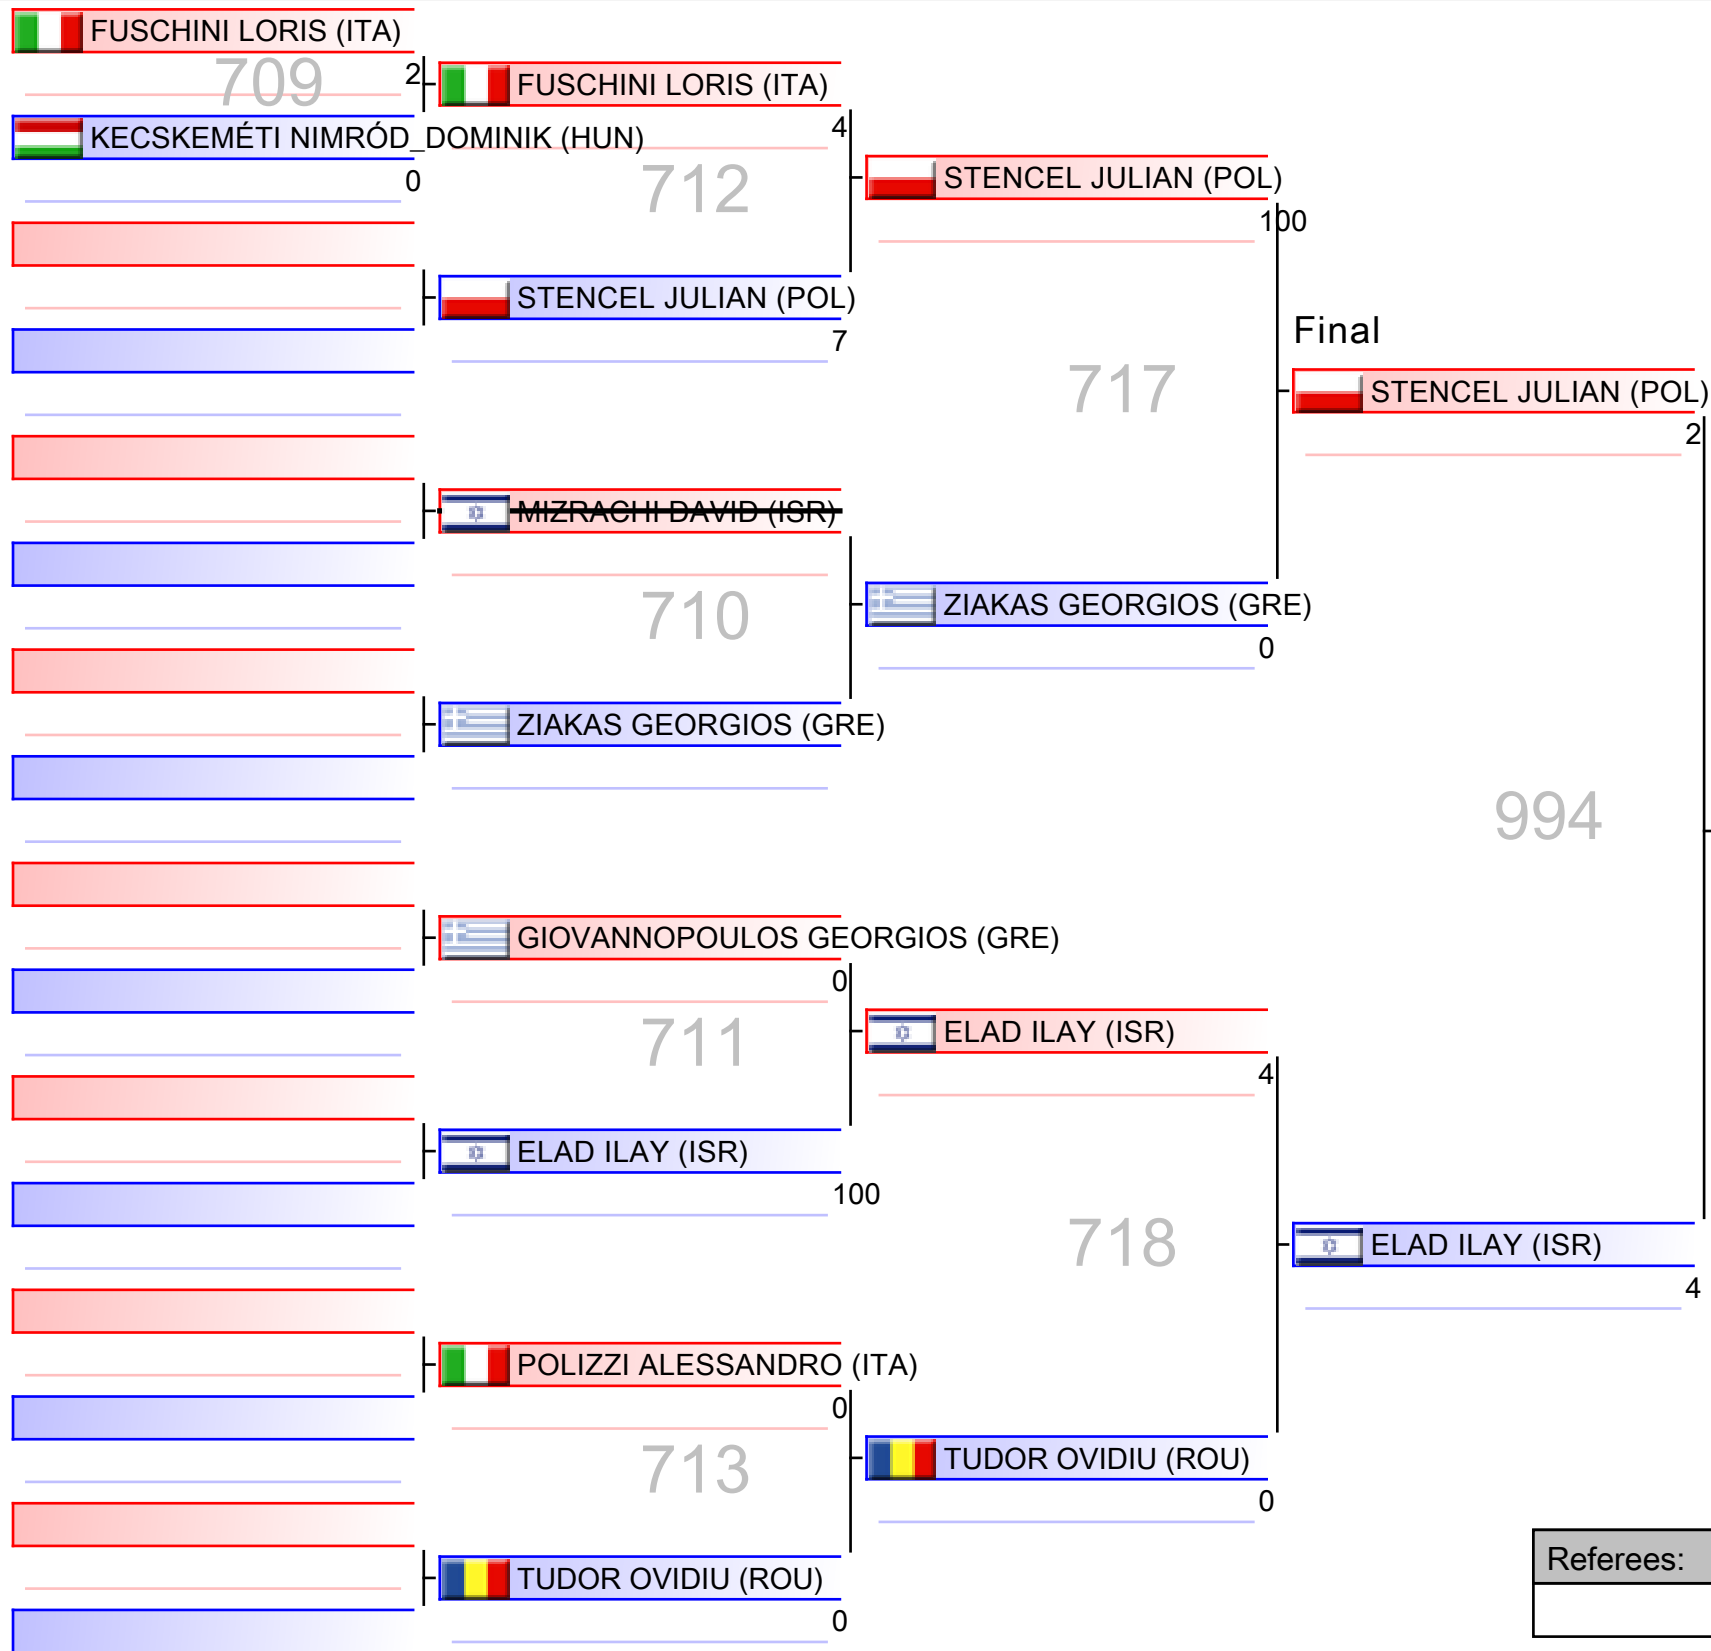 FUSCHINI LORIS (ITA)
709
2
FUSCHINI LORIS (ITA)
KECSKEMÉTI NIMRÓD_DOMINIK (HUN)
4
0
712
STENCEL JULIAN (POL)
100
STENCEL JULIAN (POL)
7
Final
717
STENCEL JULIAN (POL)
2
MIZRACHI DAVID (ISR)
710
ZIAKAS GEORGIOS (GRE)
0
ZIAKAS GEORGIOS (GRE)
994
GIOVANNOPOULOS GEORGIOS (GRE)
0
711
ELAD ILAY (ISR)
4
ELAD ILAY (ISR)
100
718
ELAD ILAY (ISR)
4
POLIZZI ALESSANDRO (ITA)
0
713
TUDOR OVIDIU (ROU)
0
TUDOR OVIDIU (ROU)
0
Referees: